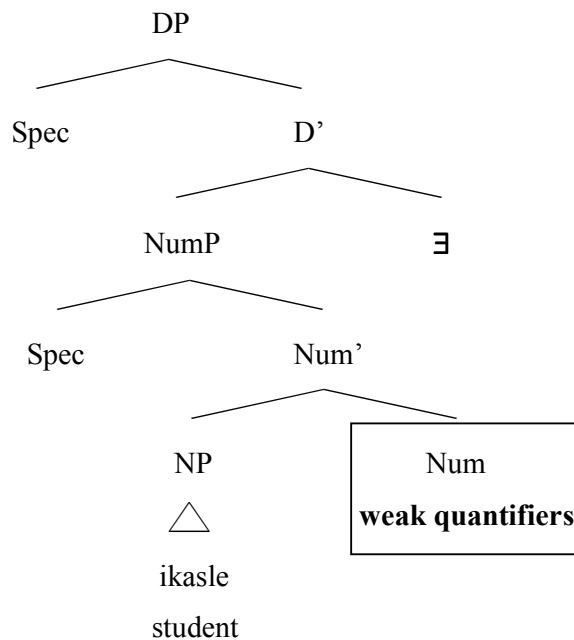 DP
Spec D’
NumP ∃
Spec Num’
NP Num
weak quantifiers
ikasle
student